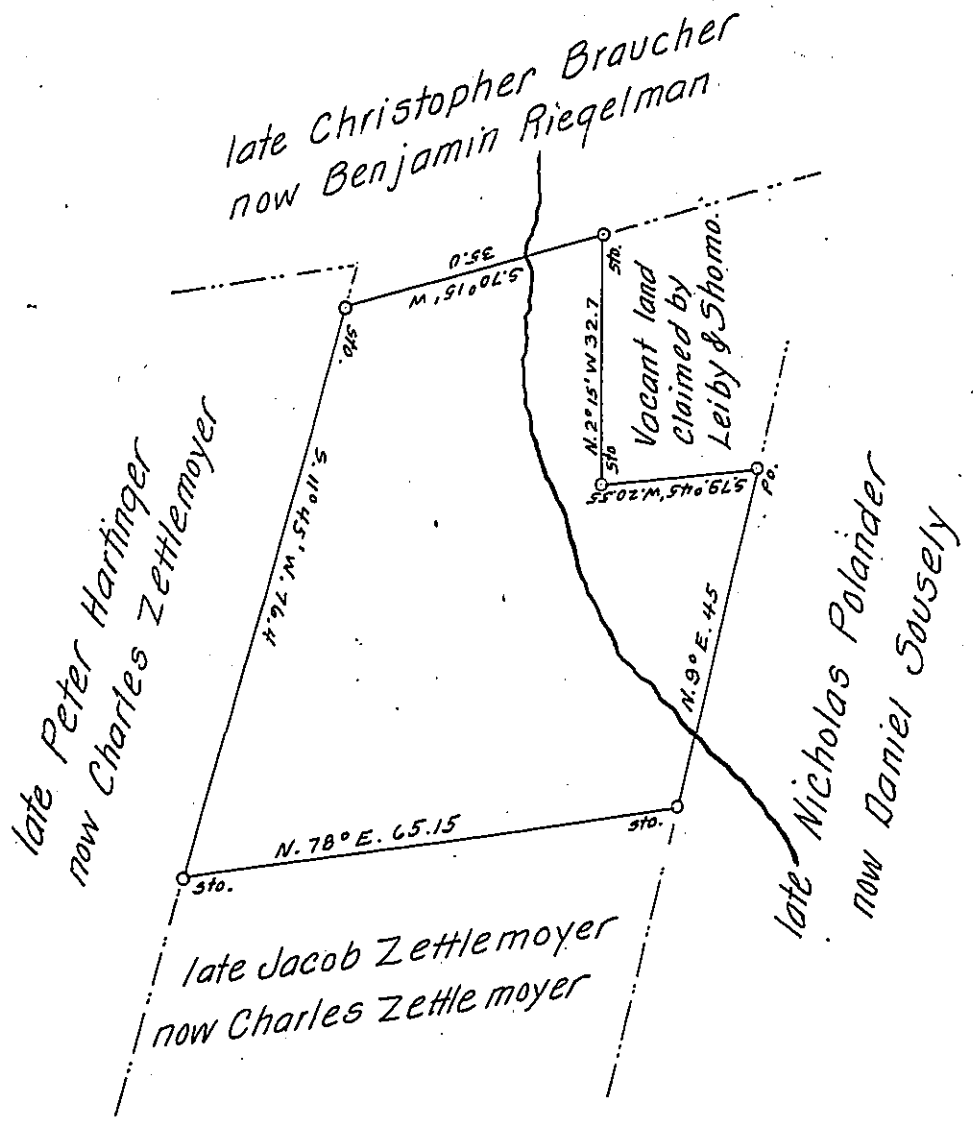 late Christopher Braucher
now Benjamin Riegelman
35.0
S.70°15' W
sto.
sto.
N.2°15' W 32.7
Vacant land
Claimed by
Leiby & Shomo.
sto
S.79°45' W. 20.55
Po.
S. 11°45' W. 76.4
late Peter Hartinger
now Charles Zettlemoyer
N. 9° E. 45
late Nicholas Polander
now Daniel Sousely
N. 78° E. 65.15
sto.
sto.
late Jacob Zettlemoyer
now Charles Zettlemoyer